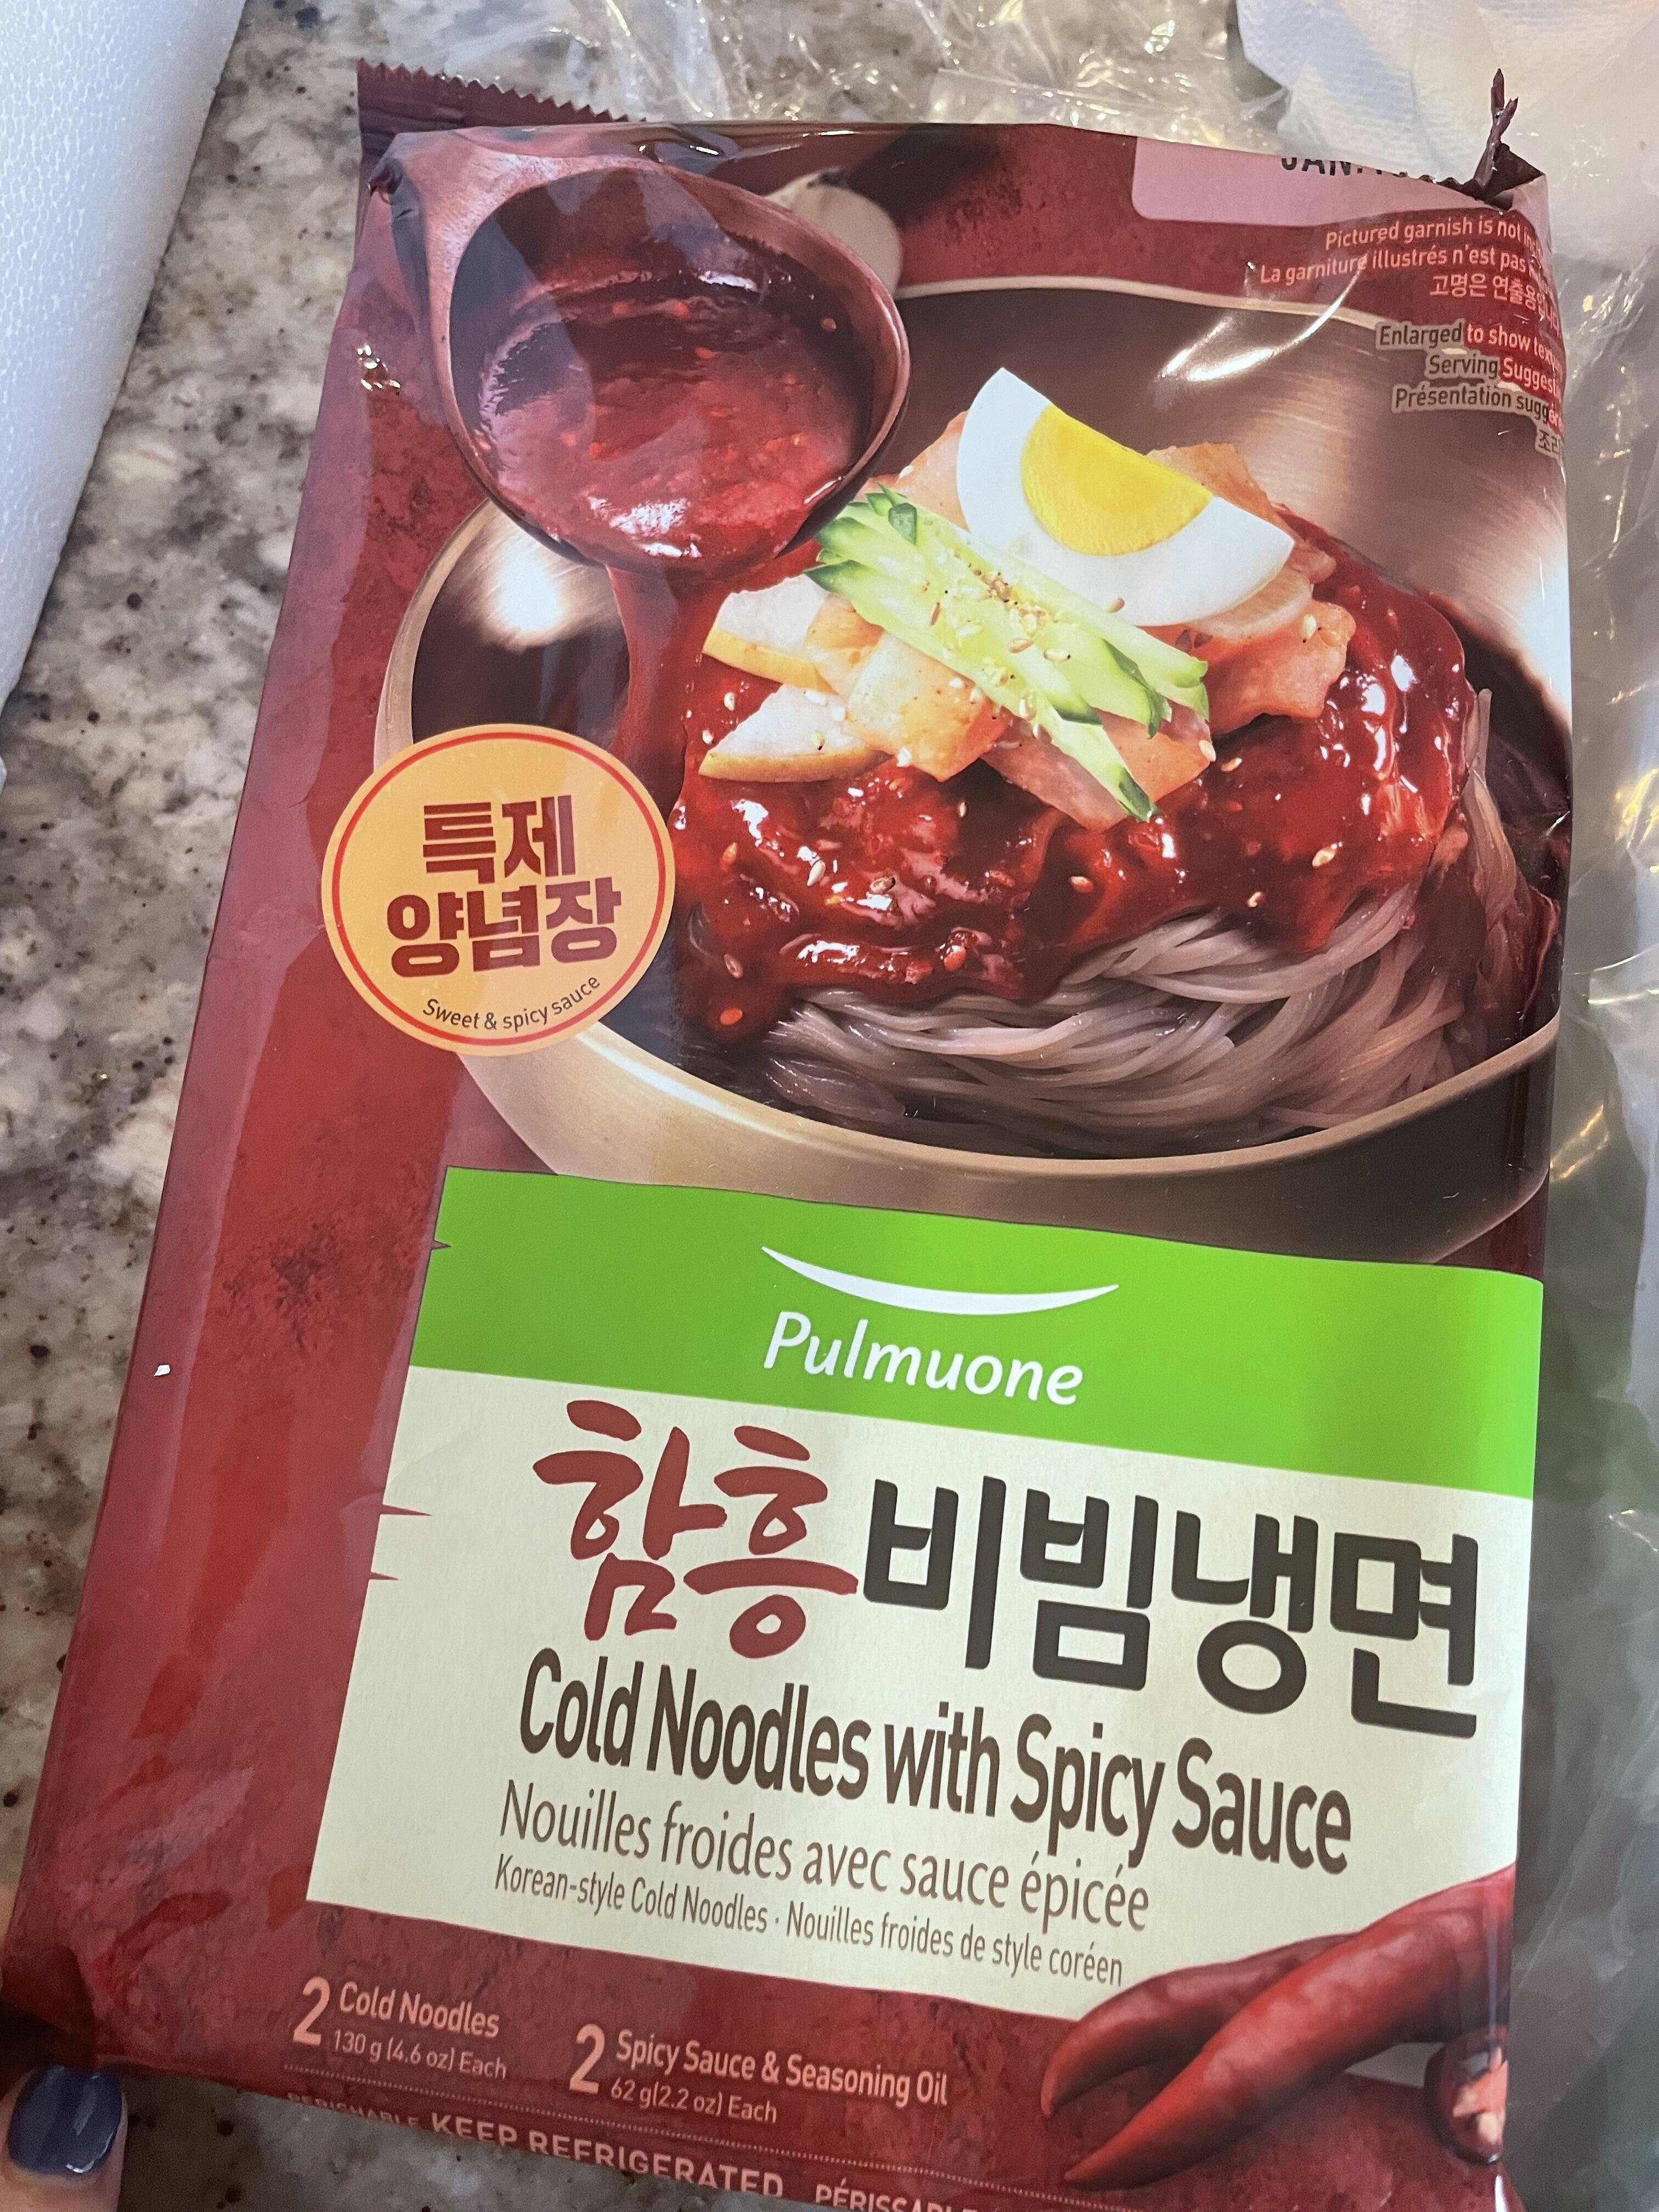 JAN.
Pictured garnish is not
La garniture illustrés n'est pas
고명은 연출용
Enlarged to show
Serving
Présentation
특제
양념장
Sweet & spicy sauce
Pulmuone
함흥비빔냉면
Cold Noodles with Spicy Sauce
Nouilles froides avec sauce épicée
Korean-style Cold Noodles · Nouilles froides de style coréen
2 Cold Noodles
130 g (4.6 oz) Each
2 Spicy Sauce & Seasoning Oil
62 g(2.2 oz) Each
PERISHABLE KEEP REFRIGERATED